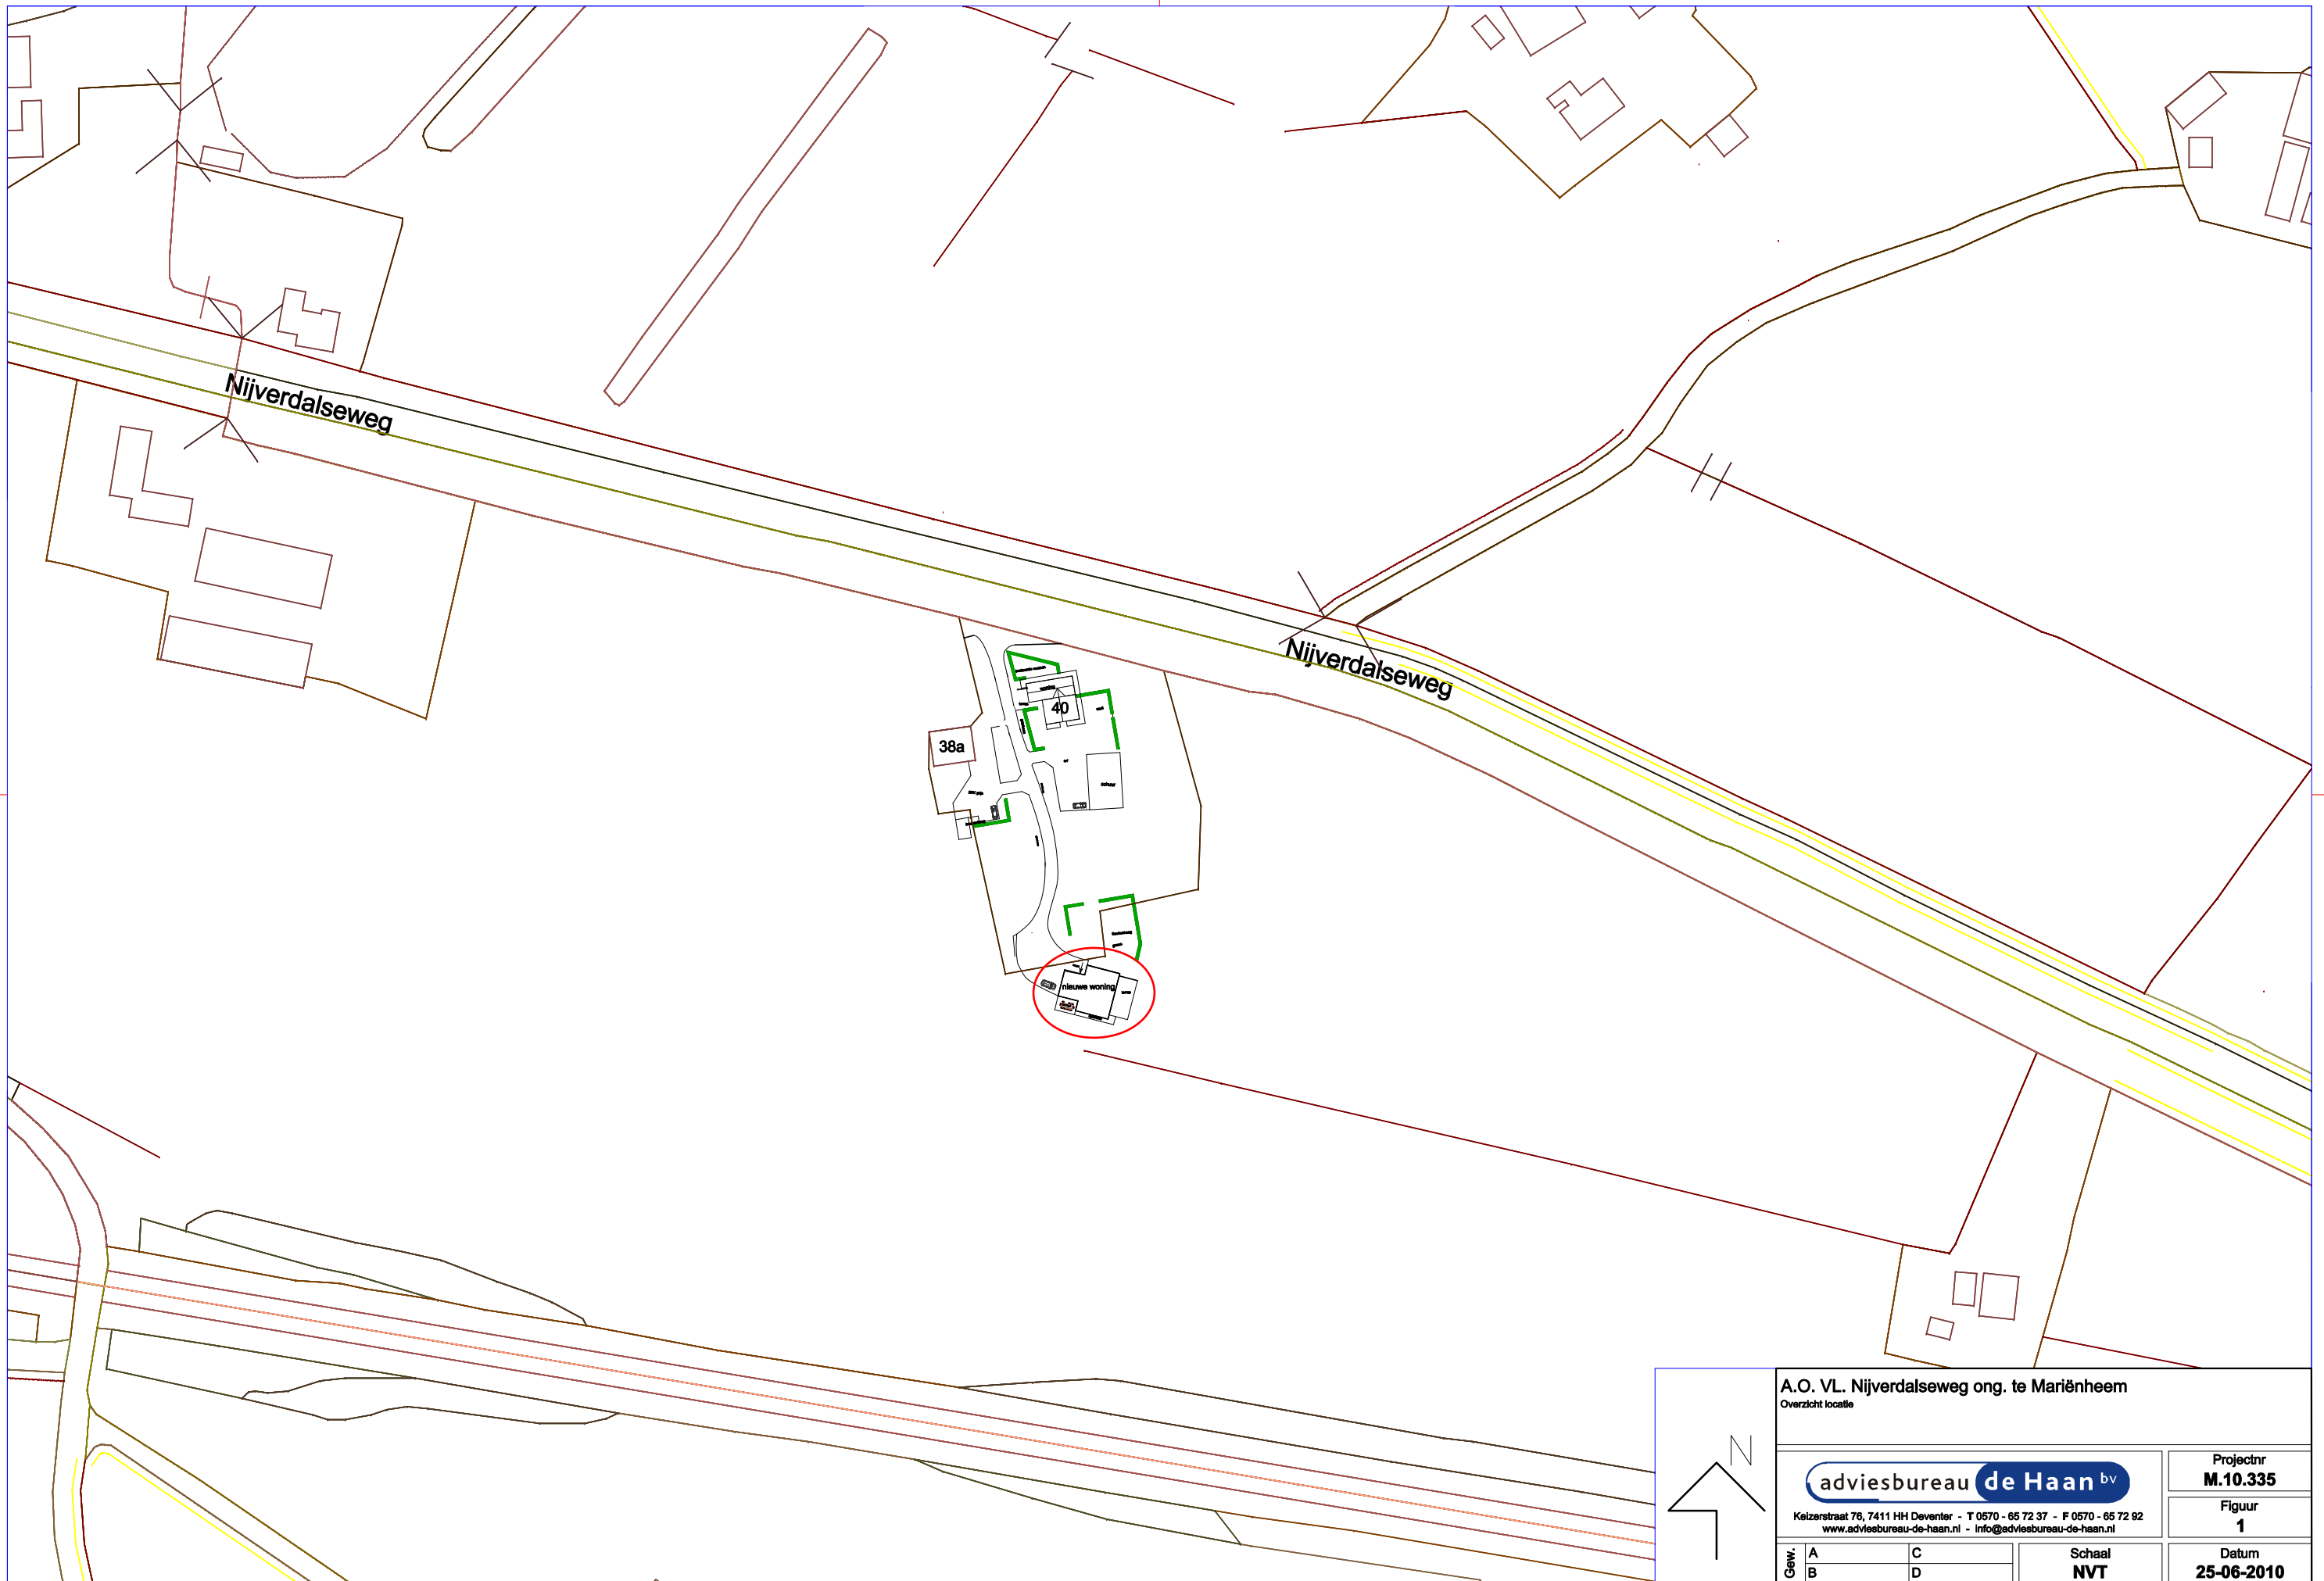 Nijverdalseweg
Nijverdalseweg
40
38a
schuur
nieuwe woning
N
A.O. VL. Nijverdalseweg ong. te Mariënheem
Overzicht locatie
adviesbureau de Haan bv
Keizerstraat 76, 7411 HH Deventer - T 0570 - 65 72 37 - F 0570 - 65 72 92
www.adviesbureau-de-haan.nl - info@adviesbureau-de-haan.nl
Projectnr
M.10.335
Figuur
1
Gew.
A
C
B
D
Schaal
NVT
Datum
25-06-2010